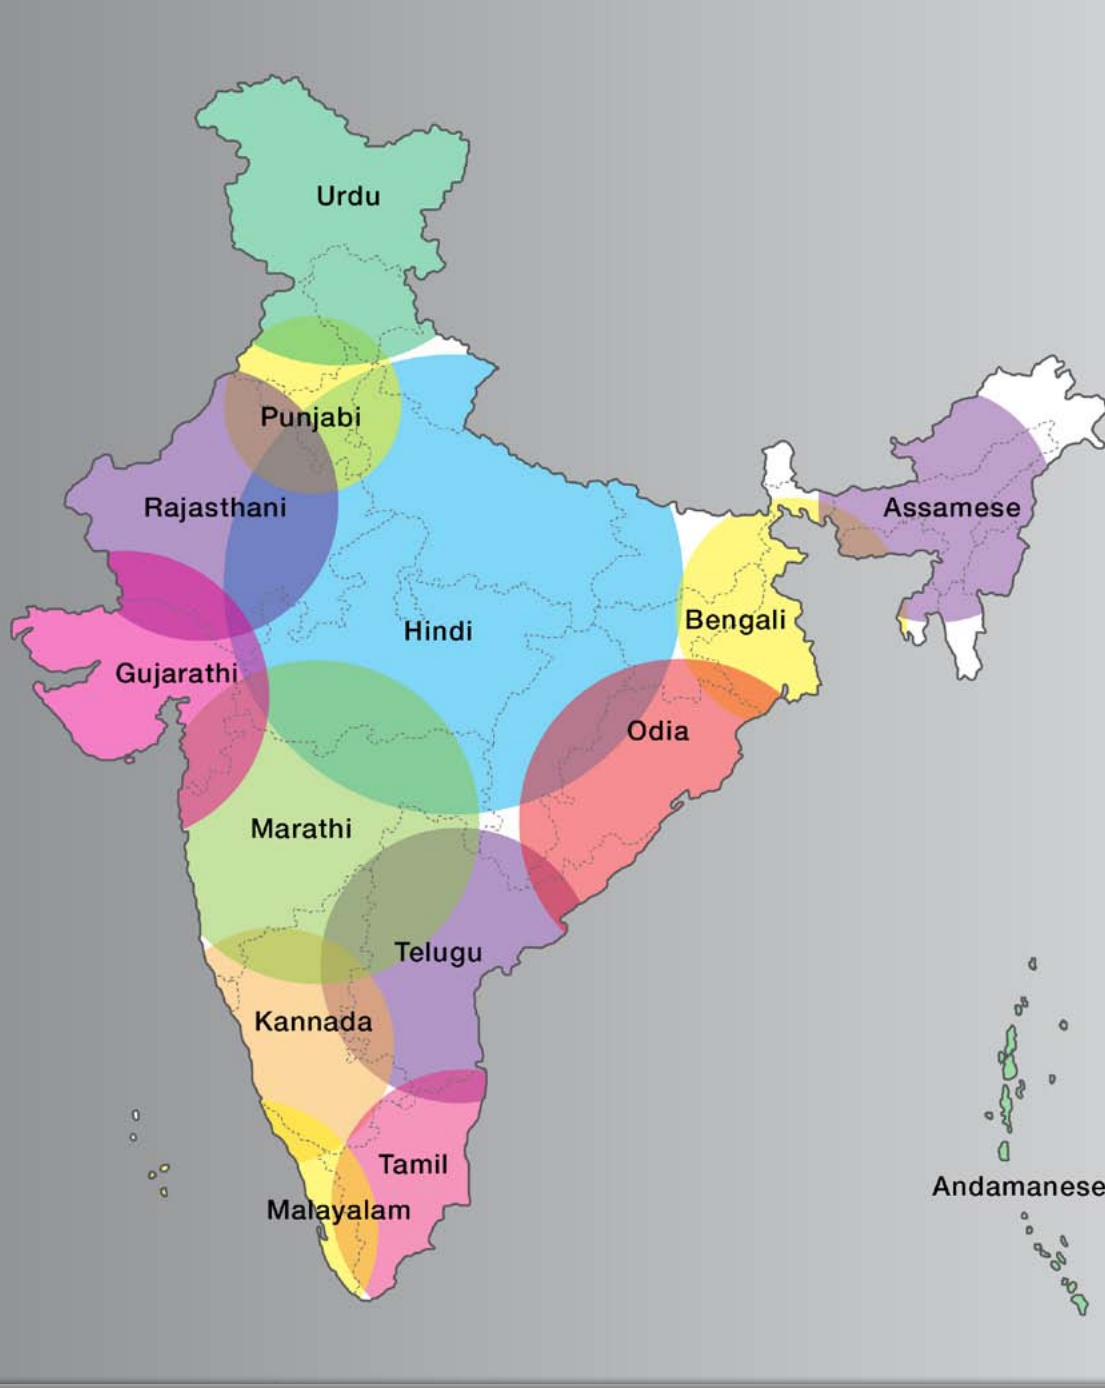 Urdu
Punjabi
Rajasthani
Assamese
Hindi
Bengali
Gujarathi
Odia
Marathi
Telugu
Kannada
Tamil
Andamanese
Malayalam